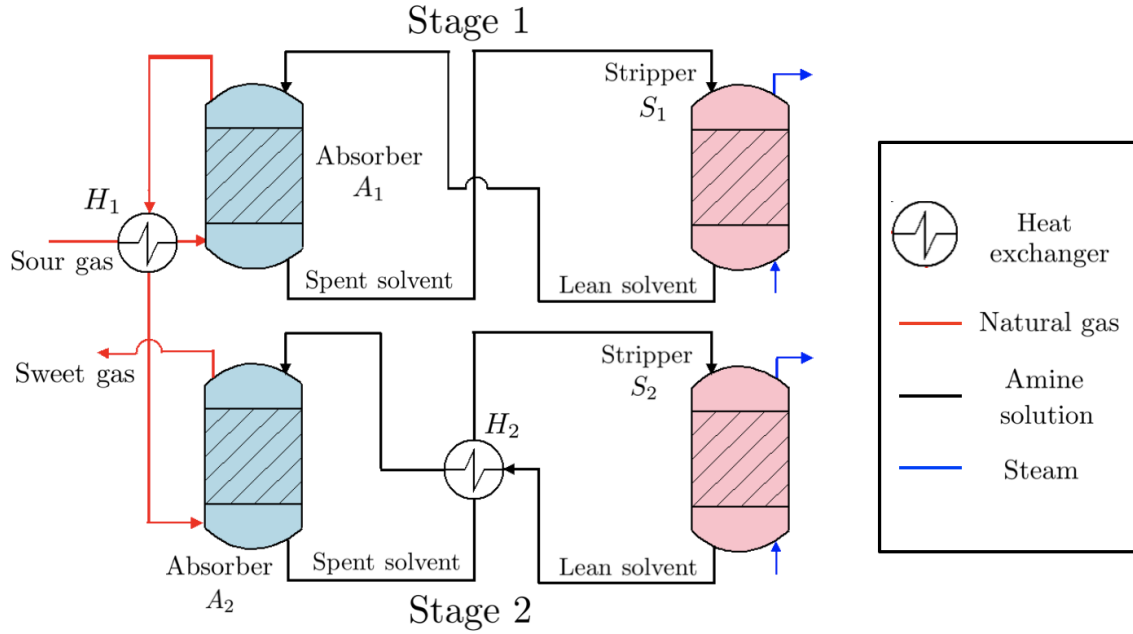 Stage 1
Stripper
S₁
Absorber
A₁
H₁
Sour gas
Spent solvent
Lean solvent
Sweet gas
Stripper
S₂
H₂
Absorber
A₂
Spent solvent
Lean solvent
Stage 2
Heat
exchanger
Natural gas
Amine
solution
Steam